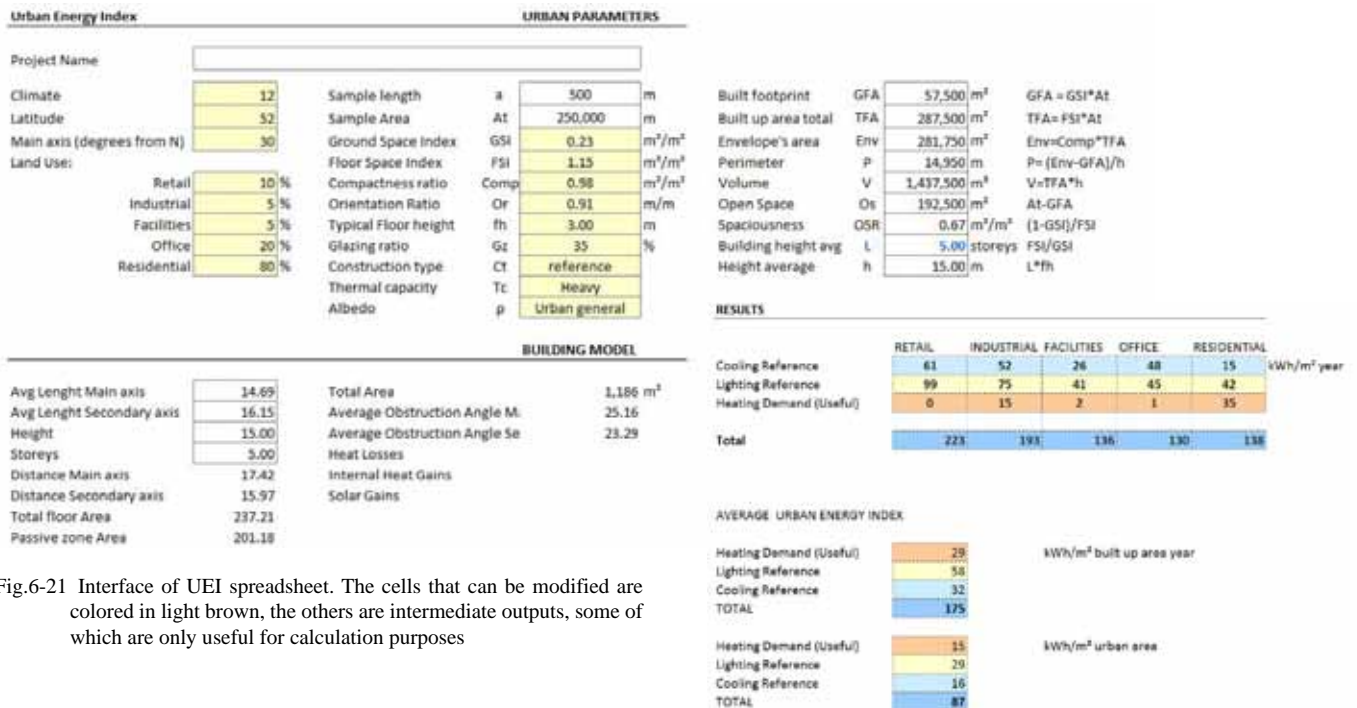 Urban Energy Index URBAN PARAMETERS
Project Name
Climate 12
Latitude 52
Main axis (degrees from N) 30
Land Use:
Retail 10 %
Industrial 5 %
Facilities 5 %
Office 20 %
Residential 80 %
Sample length a 500 m
Sample Area At 250,000 m
Ground Space Index GSI 0.23 m²/m²
Floor Space Index FSI 1.15 m²/m²
Compactness ratio Comp 0.98 m²/m²
Orientation Ratio Or 0.91 m/m
Typical Floor height fh 3.00 m
Glazing ratio Gz 35 %
Construction type Ct reference
Thermal capacity Tc Heavy
Albedo ρ Urban general
Built footprint GFA 57,500 m² GFA = GSI*At
Built up area total TFA 287,500 m² TFA= FSI*At
Envelope's area Env 281,750 m² Env=Comp*TFA
Perimeter P 14,950 m P= (Env-GFA)/h
Volume V 1,437,500 m³ V=TFA*h
Open Space Os 192,500 m² At-GFA
Spaciousness OSR 0.67 m²/m² (1-GSI)/FSI
Building height avg L 5.00 storeys FSI/GSI
Height average h 15.00 m L*fh
BUILDING MODEL
Avg Lenght Main axis 14.69
Avg Lenght Secondary axis 16.15
Height 15.00
Storeys 5.00
Distance Main axis 17.42
Distance Secondary axis 15.97
Total floor Area 237.21
Passive zone Area 201.18
Total Area 1,186 m²
Average Obstruction Angle M. 25.16
Average Obstruction Angle Se 23.29
Heat Losses
Internal Heat Gains
Solar Gains
RESULTS
RETAIL INDUSTRIAL FACILITIES OFFICE RESIDENTIAL
Cooling Reference 61 52 26 48 15 kWh/m² year
Lighting Reference 99 75 41 45 42
Heating Demand (Useful) 0 15 2 1 35
Total 223 193 136 130 138
AVERAGE URBAN ENERGY INDEX
Heating Demand (Useful) 29 kWh/m² built up area year
Lighting Reference 58
Cooling Reference 32
TOTAL 175
Heating Demand (Useful) 15 kWh/m² urban area
Lighting Reference 29
Cooling Reference 16
TOTAL 87
Fig.6-21 Interface of UEI spreadsheet. The cells that can be modified are
colored in light brown, the others are intermediate outputs, some of
which are only useful for calculation purposes